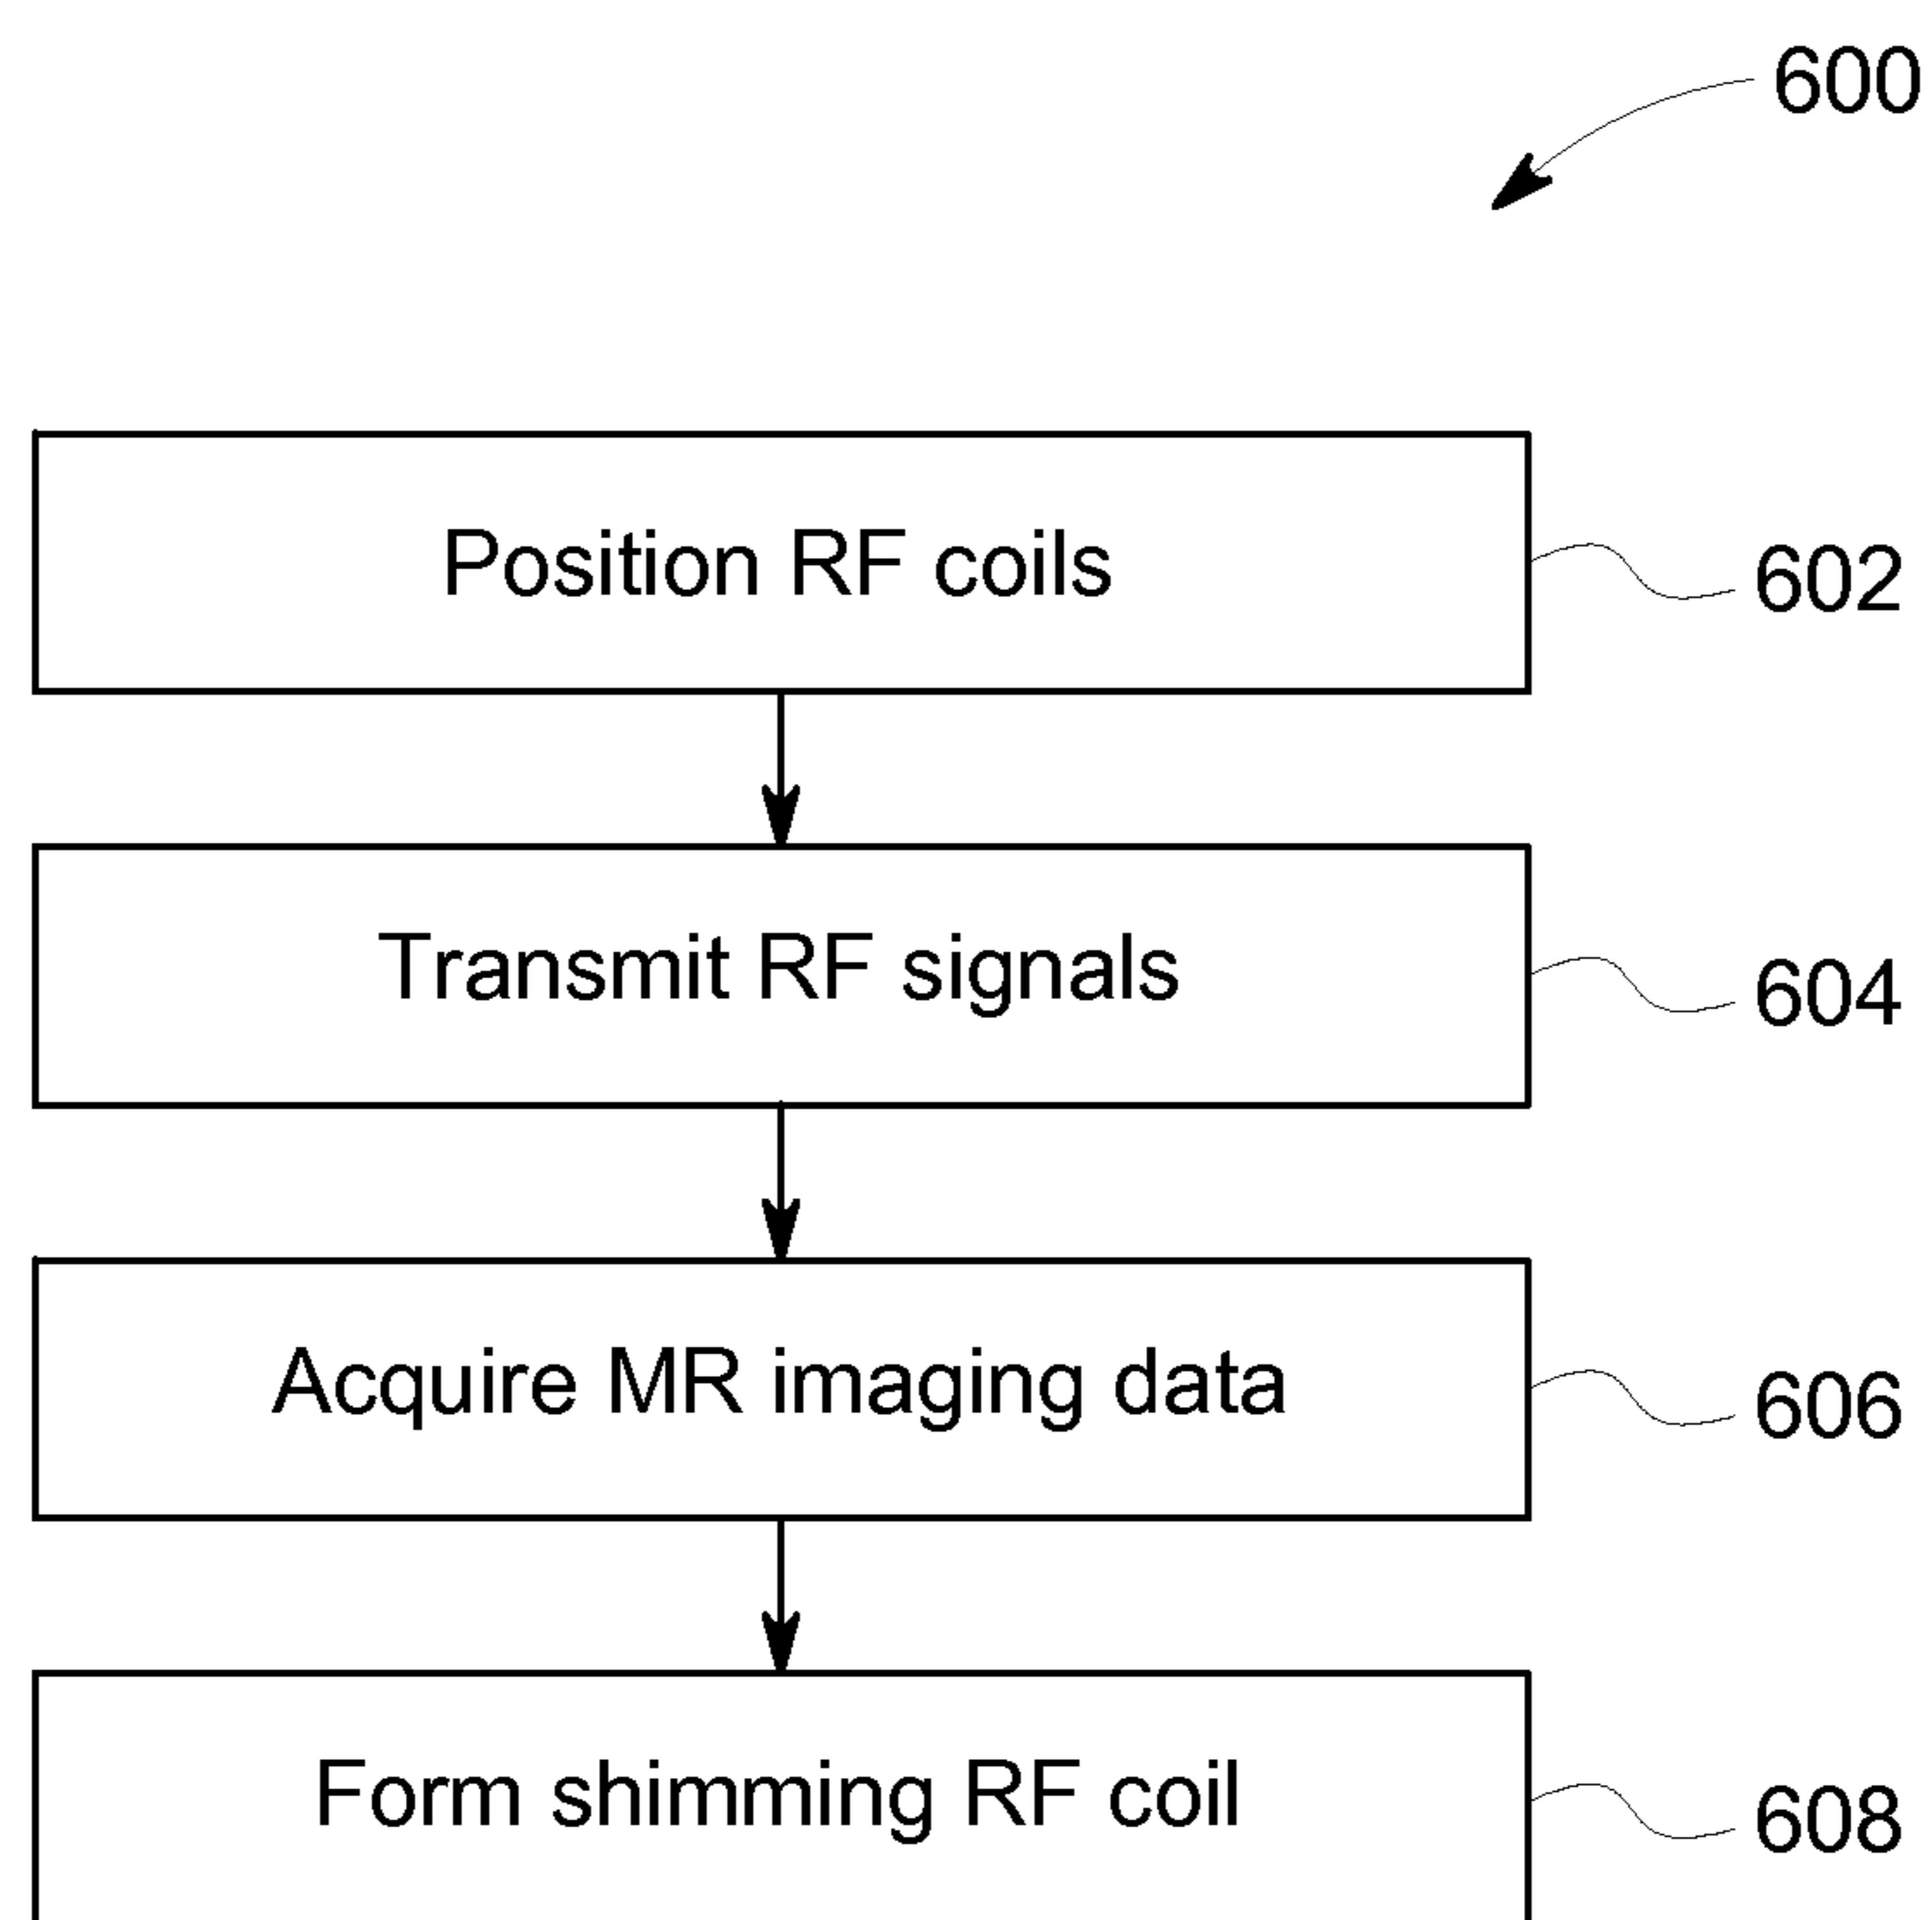 600
Position RF coils
602
Transmit RF signals
604
Acquire MR imaging data
606
Form shimming RF coil
608